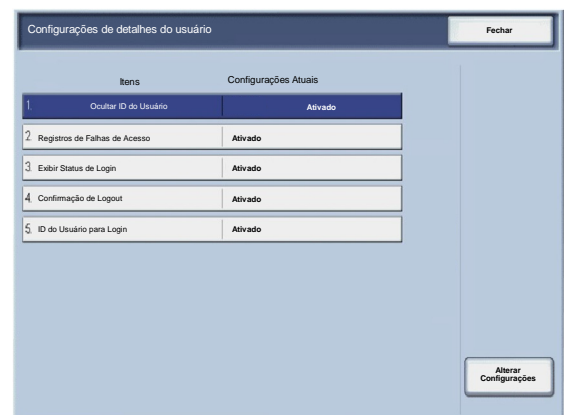 Configurações de detalhes do usuário
Fechar
Itens Configurações Atuais
1. Ocultar ID do Usuário Ativado
2. Registros de Falhas de Acesso Ativado
3. Exibir Status de Login Ativado
4. Confirmação de Logout Ativado
5. ID do Usuário para Login Ativado
Alterar
Configurações